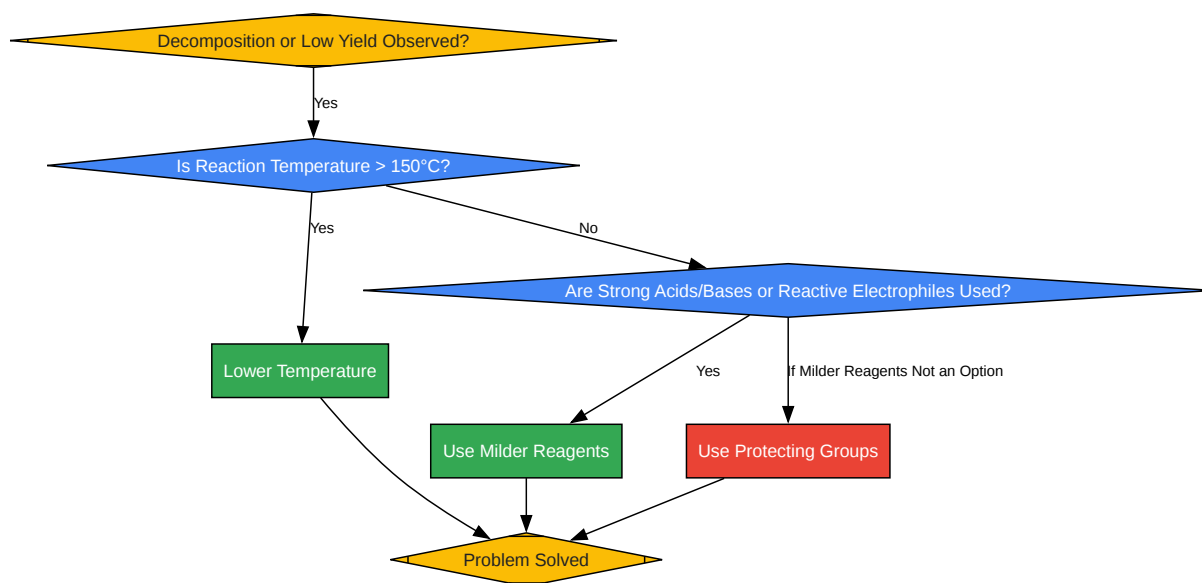 Decomposition or Low Yield Observed?
Yes
Is Reaction Temperature > 150°C?
Yes
No
Are Strong Acids/Bases or Reactive Electrophiles Used?
Lower Temperature
Yes
If Milder Reagents Not an Option
Use Milder Reagents
Use Protecting Groups
Problem Solved